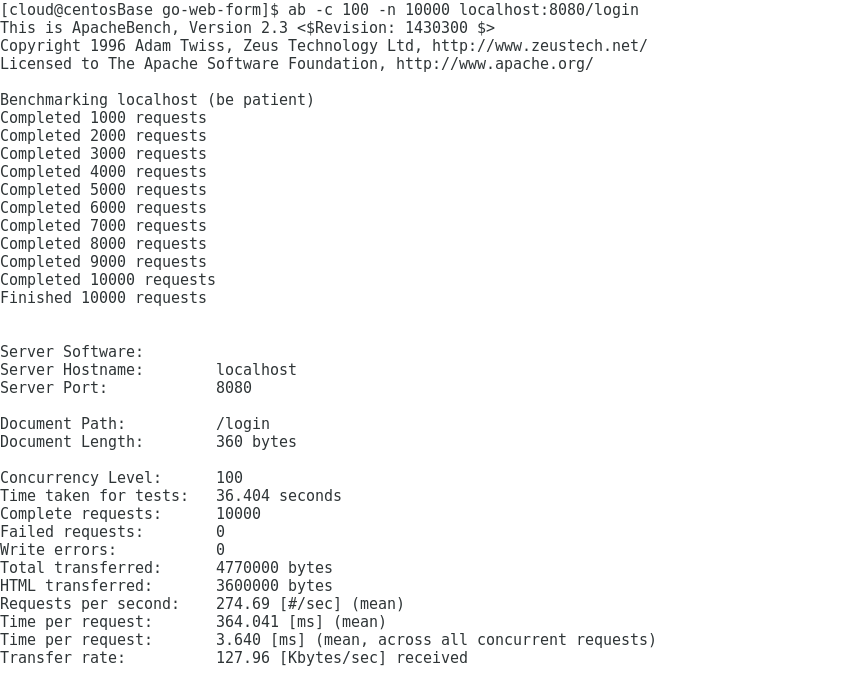 [cloud@centosBase go-web-form]$ ab -c 100 -n 10000 localhost:8080/login
This is ApacheBench, Version 2.3 <$Revision: 1430300 $>
Copyright 1996 Adam Twiss, Zeus Technology Ltd, http://www.zeustech.net/
Licensed to The Apache Software Foundation, http://www.apache.org/

Benchmarking localhost (be patient)
Completed 1000 requests
Completed 2000 requests
Completed 3000 requests
Completed 4000 requests
Completed 5000 requests
Completed 6000 requests
Completed 7000 requests
Completed 8000 requests
Completed 9000 requests
Completed 10000 requests
Finished 10000 requests


Server Software:
Server Hostname:        localhost
Server Port:            8080

Document Path:          /login
Document Length:        360 bytes

Concurrency Level:      100
Time taken for tests:   36.404 seconds
Complete requests:      10000
Failed requests:        0
Write errors:           0
Total transferred:      4770000 bytes
HTML transferred:       3600000 bytes
Requests per second:    274.69 [#/sec] (mean)
Time per request:       364.041 [ms] (mean)
Time per request:       3.640 [ms] (mean, across all concurrent requests)
Transfer rate:          127.96 [Kbytes/sec] received